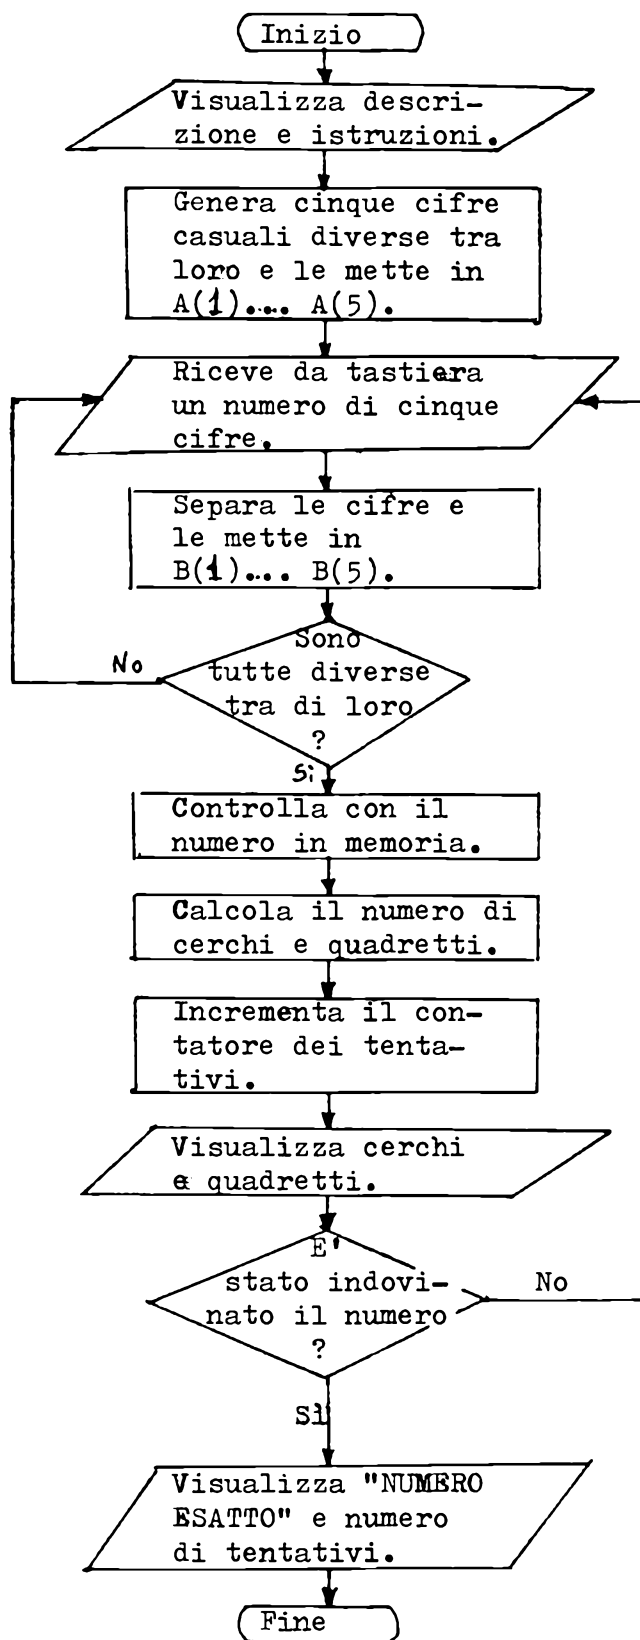 Inizio
Visualizza descri-
zione e istruzioni.
Genera cinque cifre
casuali diverse tra
loro e le mette in
A(1).... A(5).
Riceve da tastiera
un numero di cinque
cifre.
Separa le cifre e
le mette in
B(1).... B(5).
Sono
tutte diverse
tra di loro
?
No
Sì
Controlla con il
numero in memoria.
Calcola il numero di
cerchi e quadretti.
Incrementa il con-
tatore dei tenta-
tivi.
Visualizza cerchi
e quadretti.
E'
stato indovi-
nato il numero
?
No
Sì
Visualizza "NUMERO
ESATTO" e numero
di tentativi.
Fine